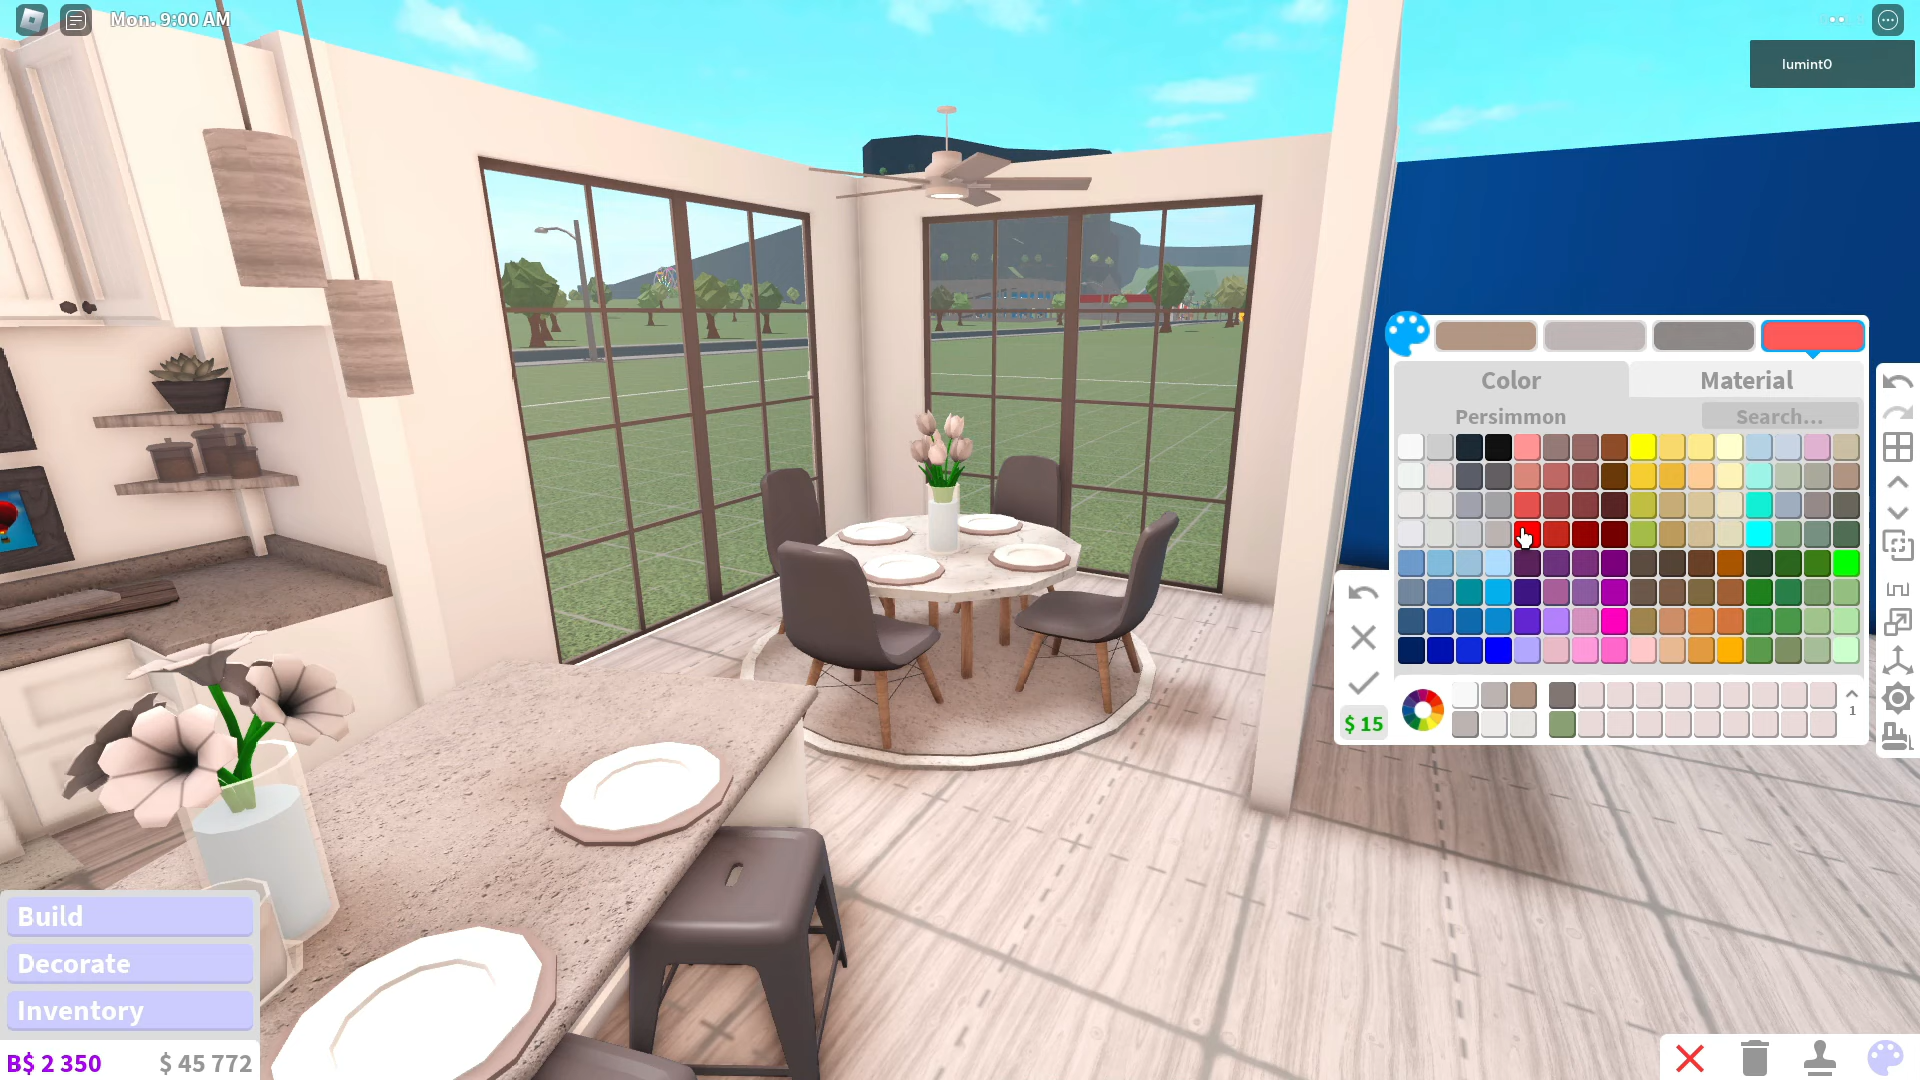 Mon. 9:00 AM
lumint0
Color
Material
Persimmon
Search...
$ 15
1
Build
Decorate
Inventory
B$ 2 350
$ 45 772